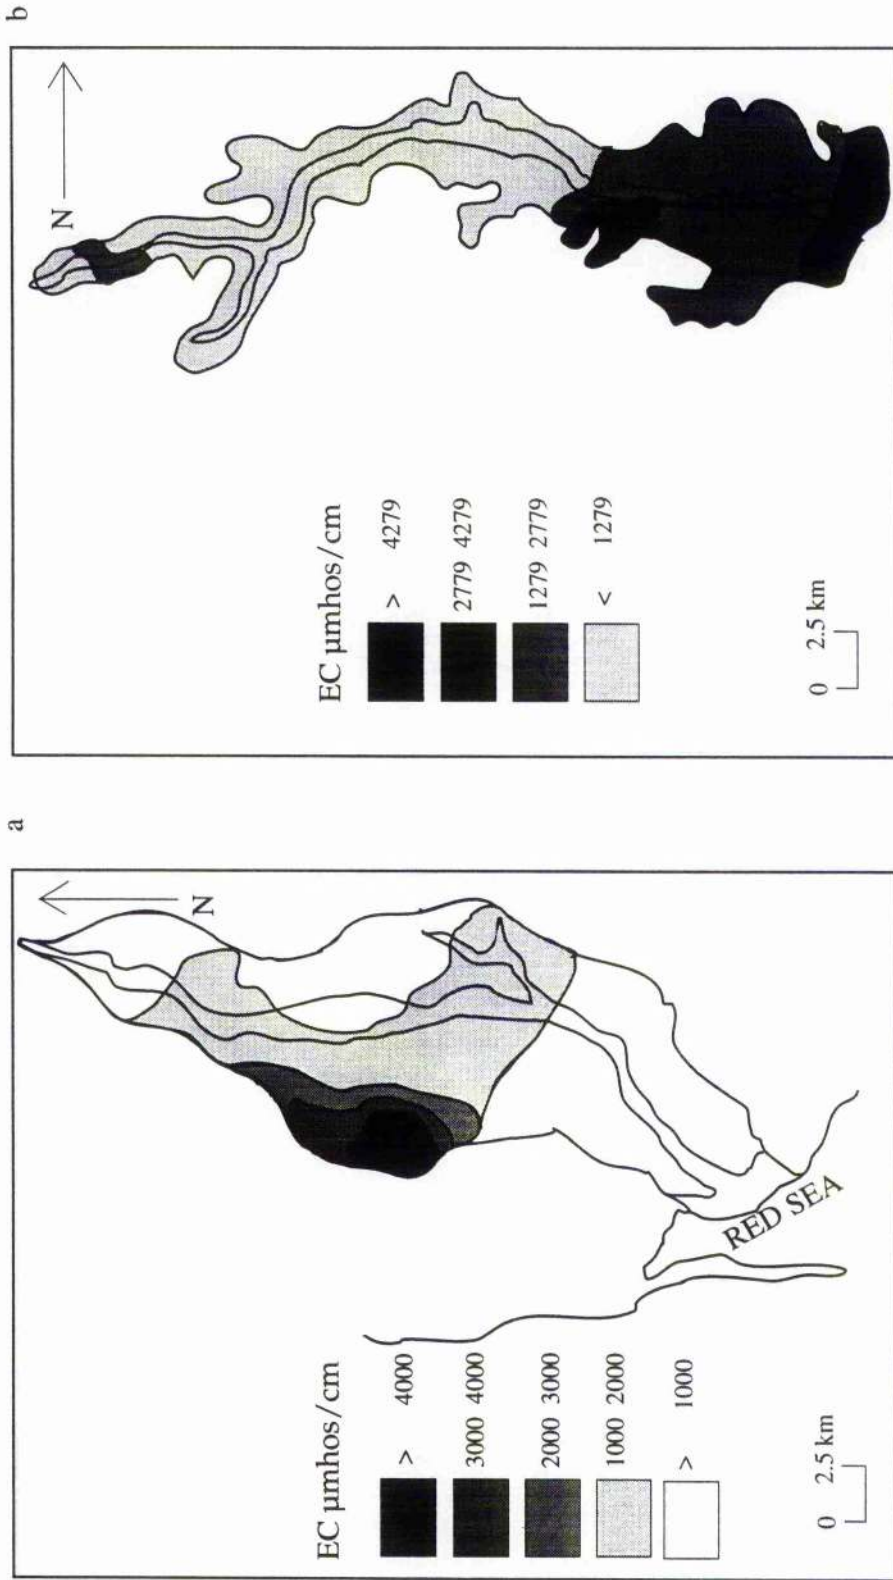 a
N
RED SEA
EC µmhos/cm
> 4000
3000 4000
2000 3000
1000 2000
> 1000
0 2.5 km
b
N
EC µmhos/cm
> 4279
2779 4279
1279 2779
< 1279
0 2.5 km